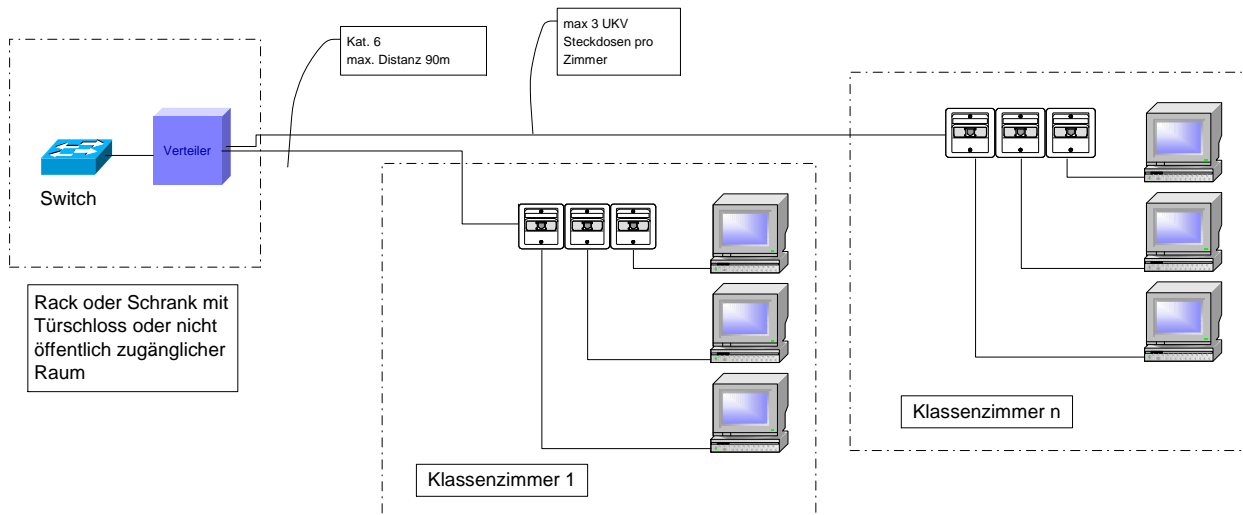 Kat. 6
max. Distanz 90m
max 3 UKV
Steckdosen pro
Zimmer
Verteiler
Switch
Rack oder Schrank mit
Türschloss oder nicht
öffentlich zugänglicher
Raum
Klassenzimmer 1
Klassenzimmer n